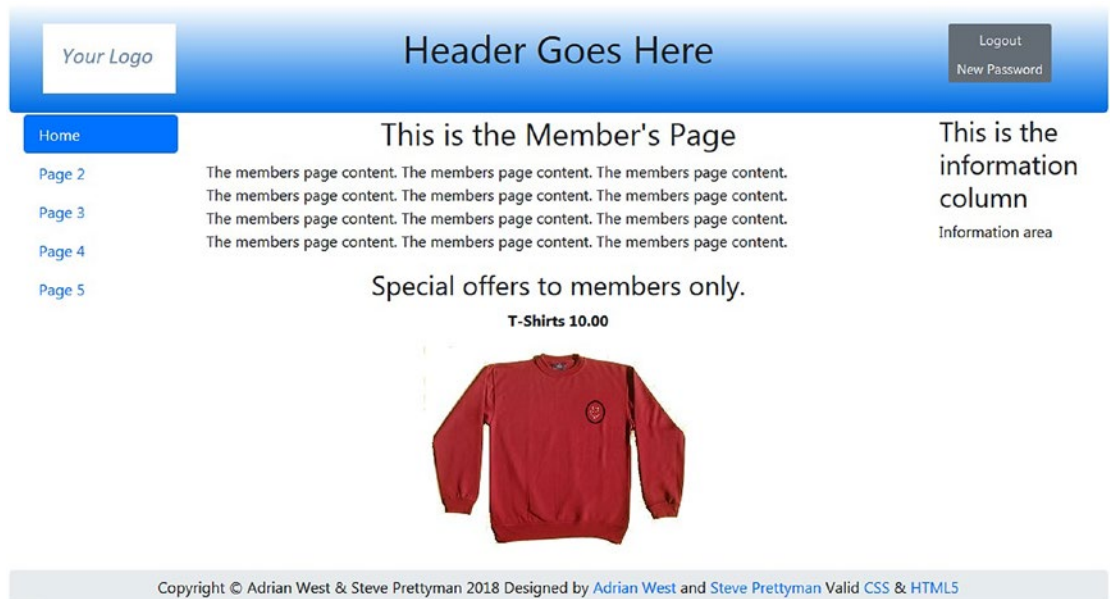 Your Logo
Header Goes Here
Logout
New Password
Home
Page 2
Page 3
Page 4
Page 5
This is the Member's Page
The members page content. The members page content. The members page content.
The members page content. The members page content. The members page content.
The members page content. The members page content. The members page content.
The members page content. The members page content. The members page content.
Special offers to members only.
T-Shirts 10.00
This is the
information
column
Information area
Copyright © Adrian West & Steve Prettyman 2018 Designed by Adrian West and Steve Prettyman Valid CSS & HTML5